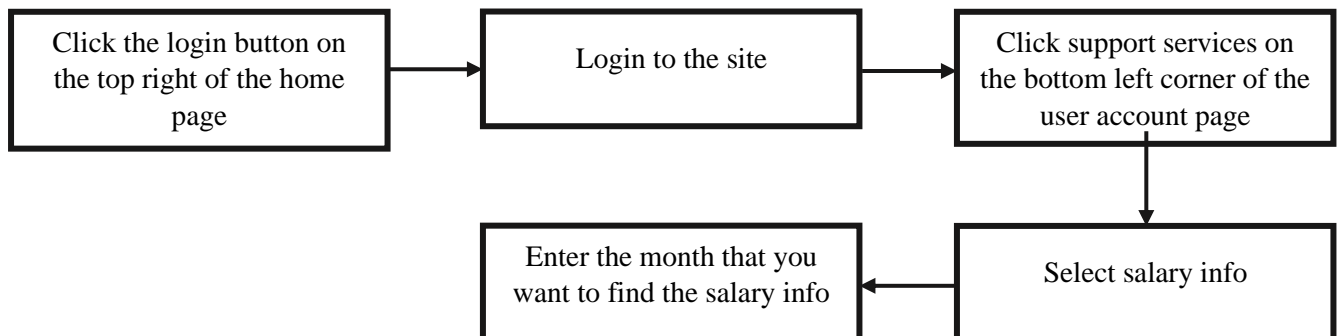 Click the login button on
the top right of the home
page
Login to the site
Click support services on
the bottom left corner of the
user account page
Select salary info
Enter the month that you
want to find the salary info